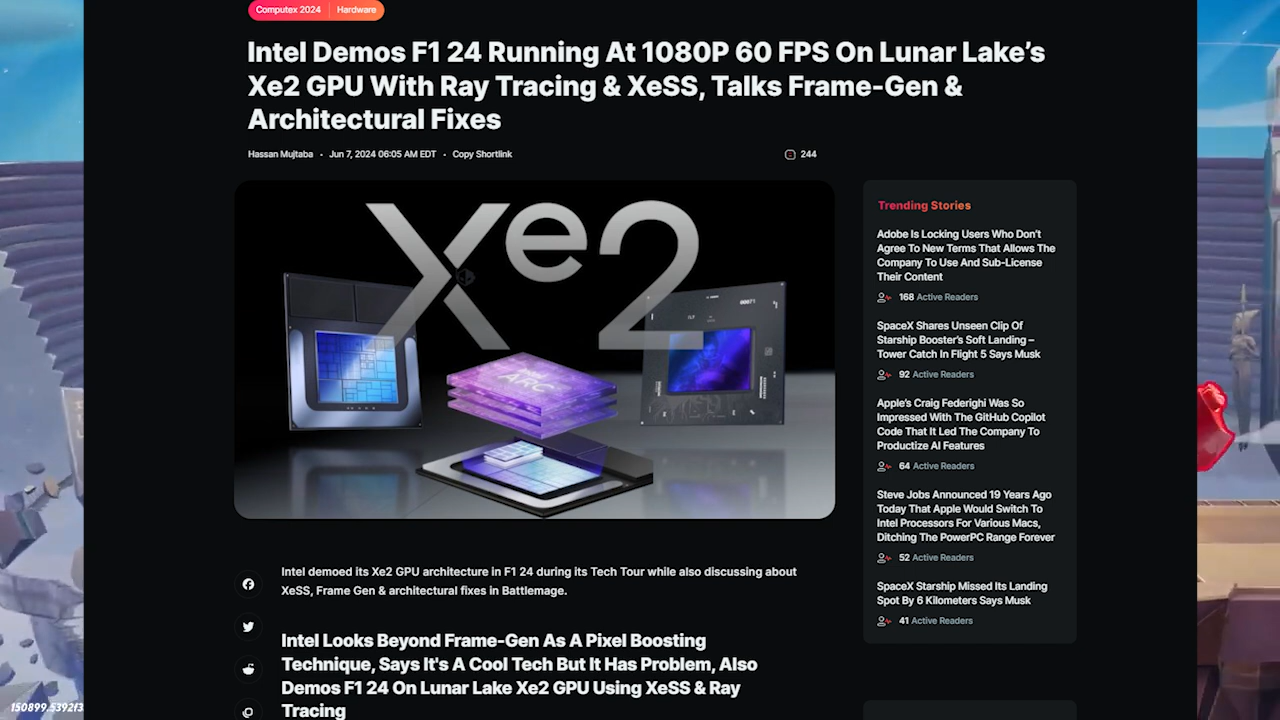 Computex 2024 Hardware
Intel Demos F1 24 Running At 1080P 60 FPS On Lunar Lake's
Xe2 GPU With Ray Tracing & XeSS, Talks Frame-Gen &
Architectural Fixes
Hassan Mujtaba • Jun 7, 2024 06:05 AM EDT • Copy Shortlink
244
Xe2
ARC
Intel demoed its Xe2 GPU architecture in F1 24 during its Tech Tour while also discussing about
XeSS, Frame Gen & architectural fixes in Battlemage.
Intel Looks Beyond Frame-Gen As A Pixel Boosting
Technique, Says It's A Cool Tech But It Has Problem, Also
Demos F1 24 On Lunar Lake Xe2 GPU Using XeSS & Ray
Tracing
Trending Stories
Adobe Is Locking Users Who Don't
Agree To New Terms That Allows The
Company To Use And Sub-License
Their Content
168 Active Readers
SpaceX Shares Unseen Clip Of
Starship Booster's Soft Landing –
Tower Catch In Flight 5 Says Musk
92 Active Readers
Apple's Craig Federighi Was So
Impressed With The GitHub Copilot
Code That It Led The Company To
Productize AI Features
64 Active Readers
Steve Jobs Announced 19 Years Ago
Today That Apple Would Switch To
Intel Processors For Various Macs,
Ditching The PowerPC Range Forever
52 Active Readers
SpaceX Starship Missed Its Landing
Spot By 6 Kilometers Says Musk
41 Active Readers
150899.5392f3